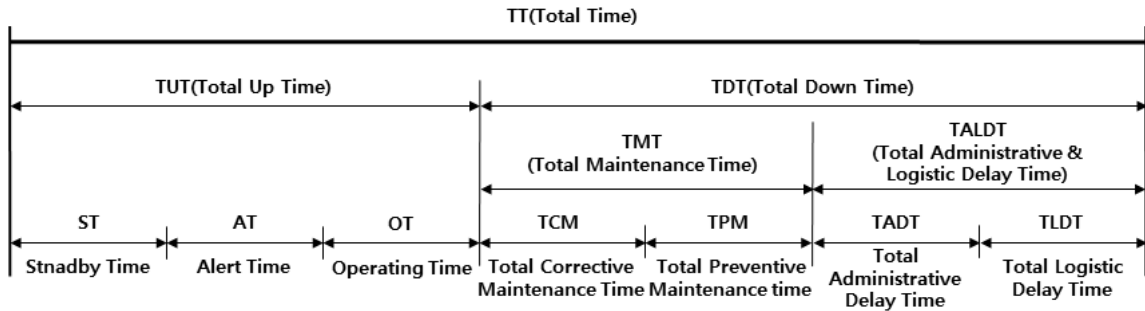 TT(Total Time)
TUT(Total Up Time)
TDT(Total Down Time)
TMT
(Total Maintenance Time)
TALDT
(Total Administrative &
Logistic Delay Time)
ST
AT
OT
TCM
TPM
TADT
TLDT
Stnadby Time
Alert Time
Operating Time
Total Corrective
Maintenance Time
Total Preventive
Maintenance time
Total
Administrative
Delay Time
Total Logistic
Delay Time